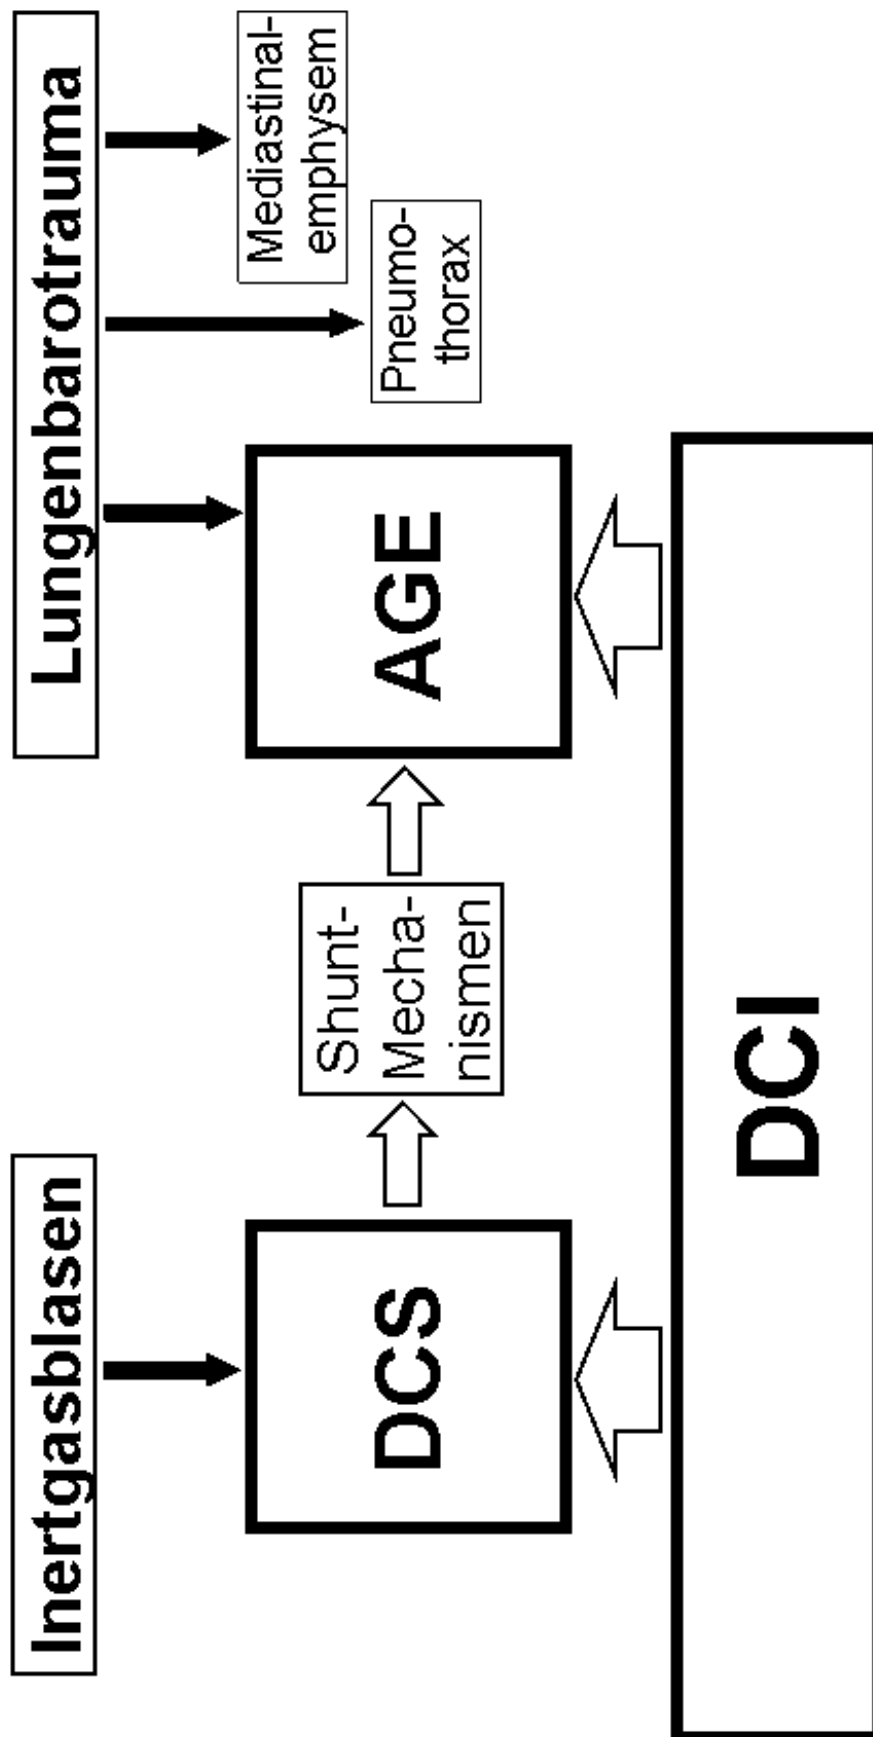 Inertgasblasen
Lungenbarotrauma
DCS
Shunt-
Mecha-
nismen
AGE
Pneumo-
thorax
Mediastinal-
emphysem
DCI